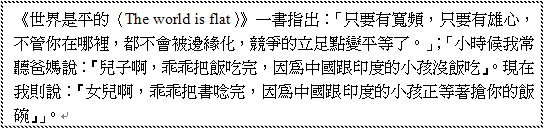 《世界是平的（The world is flat )》一書指出：「只要有寬頻，只要有雄心，
不管你在哪裡，都不會被邊緣化，競爭的立足點變平等了。」；「小時候我常
聽爸媽說：『兒子啊，乖乖把飯吃完，因為中國跟印度的小孩沒飯吃』。現在
我則說：『女兒啊，乖乖把書唸完，因為中國跟印度的小孩正等著搶你的飯
碗』」。